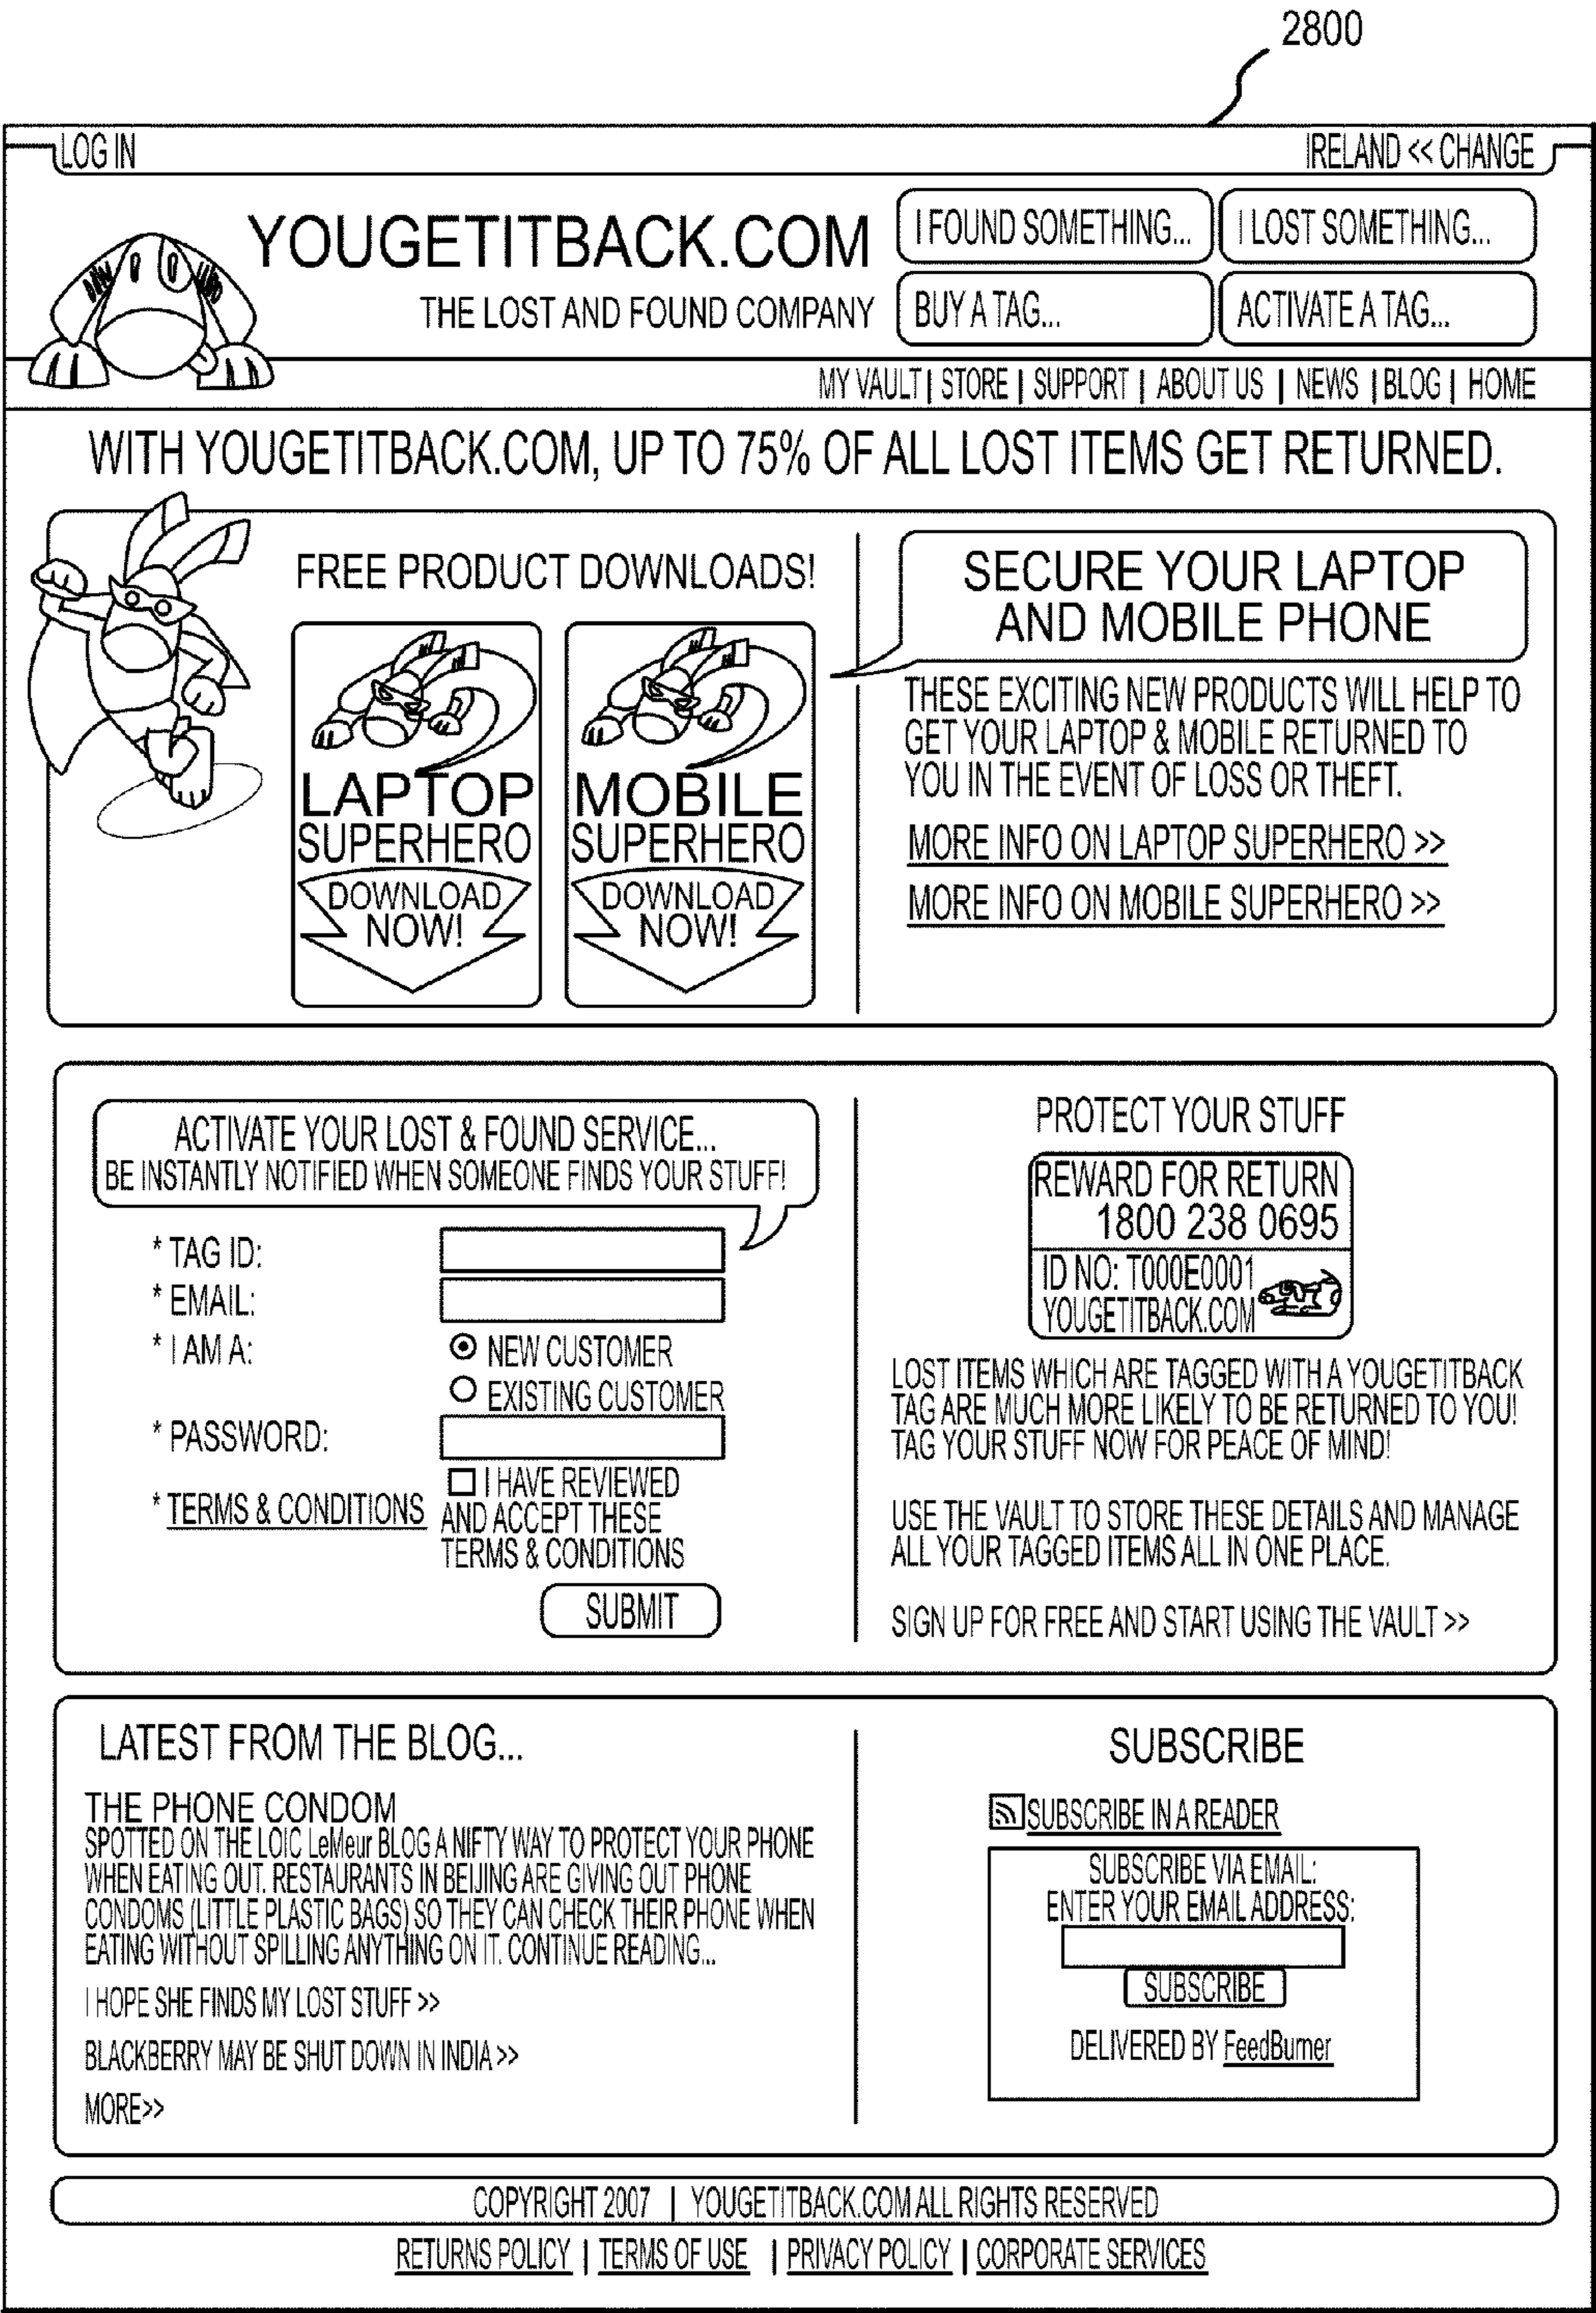 2800
LOG IN
IRELAND << CHANGE
YOUGETITBACK.COM
THE LOST AND FOUND COMPANY
I FOUND SOMETHING...
I LOST SOMETHING...
BUY A TAG...
ACTIVATE A TAG...
MY VAULT | STORE | SUPPORT | ABOUT US | NEWS | BLOG | HOME
WITH YOUGETITBACK.COM, UP TO 75% OF ALL LOST ITEMS GET RETURNED.
FREE PRODUCT DOWNLOADS!
LAPTOP
SUPERHERO
DOWNLOAD
NOW!
MOBILE
SUPERHERO
DOWNLOAD
NOW!
SECURE YOUR LAPTOP
AND MOBILE PHONE
THESE EXCITING NEW PRODUCTS WILL HELP TO
GET YOUR LAPTOP & MOBILE RETURNED TO
YOU IN THE EVENT OF LOSS OR THEFT.
MORE INFO ON LAPTOP SUPERHERO >>
MORE INFO ON MOBILE SUPERHERO >>
ACTIVATE YOUR LOST & FOUND SERVICE...
BE INSTANTLY NOTIFIED WHEN SOMEONE FINDS YOUR STUFF!
* TAG ID:
* EMAIL:
* I AM A:
NEW CUSTOMER
EXISTING CUSTOMER
* PASSWORD:
* TERMS & CONDITIONS
I HAVE REVIEWED
AND ACCEPT THESE
TERMS & CONDITIONS
SUBMIT
PROTECT YOUR STUFF
REWARD FOR RETURN
1800 238 0695
ID NO: T000E0001
YOUGETITBACK.COM
LOST ITEMS WHICH ARE TAGGED WITH A YOUGETITBACK
TAG ARE MUCH MORE LIKELY TO BE RETURNED TO YOU!
TAG YOUR STUFF NOW FOR PEACE OF MIND!
USE THE VAULT TO STORE THESE DETAILS AND MANAGE
ALL YOUR TAGGED ITEMS ALL IN ONE PLACE.
SIGN UP FOR FREE AND START USING THE VAULT >>
LATEST FROM THE BLOG...
THE PHONE CONDOM
SPOTTED ON THE LOIC LeMeur BLOG A NIFTY WAY TO PROTECT YOUR PHONE
WHEN EATING OUT. RESTAURANTS IN BEIJING ARE GIVING OUT PHONE
CONDOMS (LITTLE PLASTIC BAGS) SO THEY CAN CHECK THEIR PHONE WHEN
EATING WITHOUT SPILLING ANYTHING ON IT. CONTINUE READING...
I HOPE SHE FINDS MY LOST STUFF >>
BLACKBERRY MAY BE SHUT DOWN IN INDIA >>
MORE>>
SUBSCRIBE
SUBSCRIBE IN A READER
SUBSCRIBE VIA EMAIL:
ENTER YOUR EMAIL ADDRESS:
SUBSCRIBE
DELIVERED BY FeedBurner
COPYRIGHT 2007 | YOUGETITBACK.COM ALL RIGHTS RESERVED
RETURNS POLICY | TERMS OF USE | PRIVACY POLICY | CORPORATE SERVICES